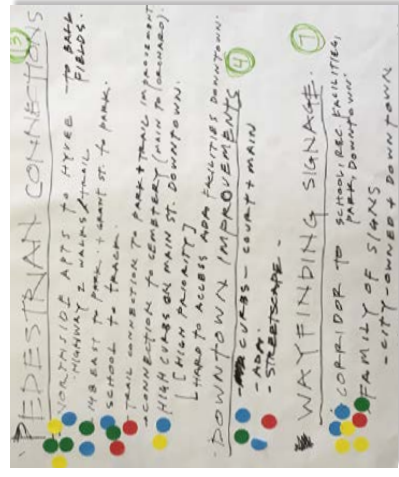 13
PEDESTRIAN CONNECTIONS
NORTHSIDE APTS TO HYVEE - TO BALL FIELDS.
HIGHWAY 2 WALKS/TRAIL
148 EAST TO PARK. + GRANT ST. TO PARK.
SCHOOL TO TRACK.
- TRAIL CONNECTION TO PARK + TRAIL IMPROVEMENT
- CONNECTION TO CEMETERY (MAIN TO ORCHARD).
HIGH CURBS ON MAIN ST. DOWNTOWN.
[HIGH PRIORITY]
HARD TO ACCESS ADA FACILITIES DOWNTOWN.
DOWNTOWN IMPROVEMENTS 4
- CURBS - COURT + MAIN
- ADA.
- STREETSCAPE.
WAYFINDING SIGNAGE. 7
CORRIDOR TO SCHOOL, REC. FACILITIES,
PARK, DOWNTOWN.
FAMILY OF SIGNS
- CITY-OWNED + DOWNTOWN